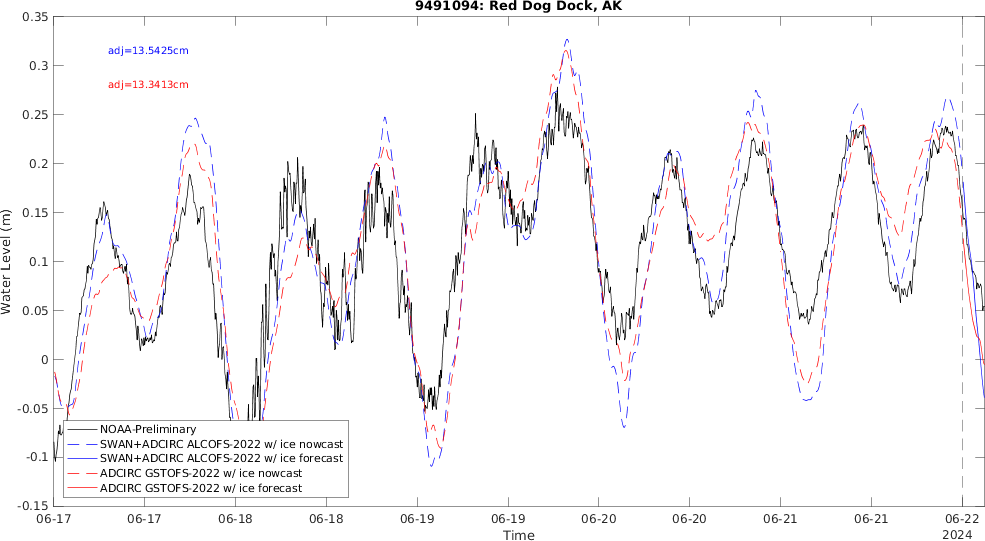 9491094: Red Dog Dock, AK
0.35
0.3
0.25
0.2
0.15
0.1
0.05
0
-0.05
-0.1
-0.15
Water Level (m)
adj=13.5425cm
adj=13.3413cm
NOAA-Preliminary
SWAN+ADCIRC ALCOFS-2022 w/ ice nowcast
SWAN+ADCIRC ALCOFS-2022 w/ ice forecast
ADCIRC GSTOFS-2022 w/ ice nowcast
ADCIRC GSTOFS-2022 w/ ice forecast
06-17 06-17 06-18 06-18 06-19 06-19 06-20 06-20 06-21 06-21 06-22
2024
Time